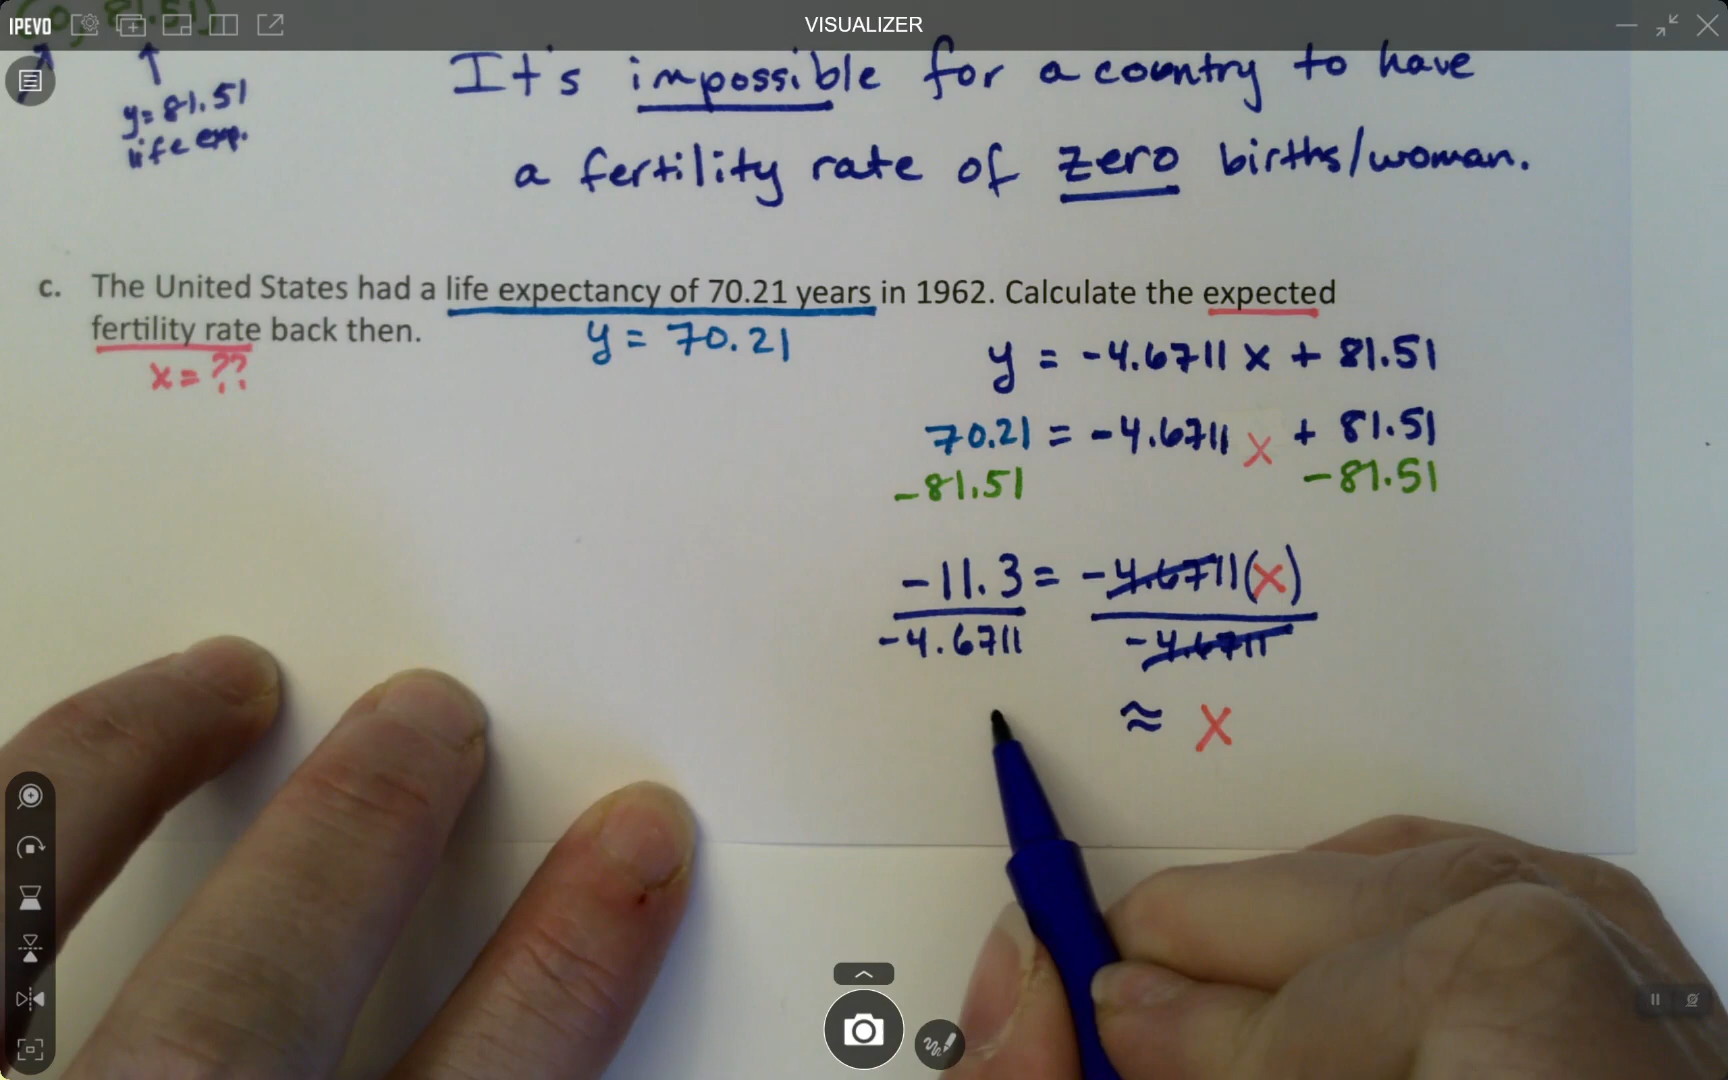 IPEVO
VISUALIZER
y=81.51
life exp.
It's impossible for a country to have
a fertility rate of zero births/woman.
c. The United States had a life expectancy of 70.21 years in 1962. Calculate the expected
fertility rate back then.
x = ??
y = 70.21
y = -4.6711 x + 81.51
70.21 = -4.6711 x + 81.51
-81.51 -81.51
-11.3 = -4.6711(x)
-4.6711 -4.6711
≈ x